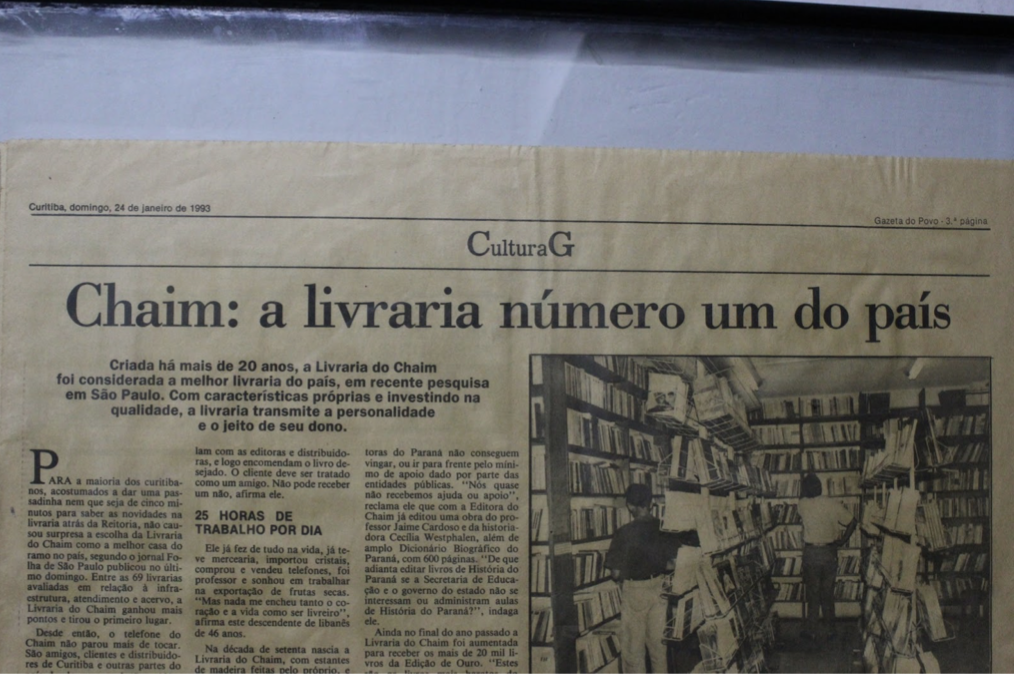 Curitiba, domingo, 24 de janeiro de 1993
Gazeta do Povo - 3.ª página
CulturaG
Chaim: a livraria número um do país
Criada há mais de 20 anos, a Livraria do Chaim
foi considerada a melhor livraria do país, em recente pesquisa
em São Paulo. Com características próprias e investindo na
qualidade, a livraria transmite a personalidade
e o jeito de seu dono.
PARA a maioria dos curitiba-
nos, acostumados a dar uma pas-
sadinha nem que seja de cinco mi-
nutos para saber as novidades na
livraria atrás da Reitoria, não cau-
sou surpresa a escolha da Livraria
do Chaim como a melhor casa do
ramo no país, segundo o jornal Fo-
lha de São Paulo publicou no últi-
mo domingo. Entre as 69 livrarias
avaliadas em relação à infra-
estrutura, atendimento e acervo, a
Livraria do Chaim ganhou mais
pontos e tirou o primeiro lugar.
Desde então, o telefone do
Chaim não parou mais de tocar.
São amigos, clientes e distribuido-
res de Curitiba e outras partes do
lam com as editoras e distribuido-
ras, e logo encomendam o livro de-
sejado. O cliente deve ser tratado
como um amigo. Não pode receber
um não, afirma ele.
25 HORAS DE
TRABALHO POR DIA
Ele já fez de tudo na vida, já te-
ve mercearia, importou cristais,
comprou e vendeu telefones, foi
professor e sonhou em trabalhar
na exportação de frutas secas.
"Mas nada me encheu tanto o co-
ração e a vida como ser livreiro",
afirma este descendente de libanês
de 46 anos.
Na década de setenta nascia a
Livraria do Chaim, com estantes
de madeira feitas pelo próprio, e
toras do Paraná não conseguem
vingar, ou ir para frente pelo míni-
mo de apoio dado por parte das
entidades públicas. "Nós quase
não recebemos ajuda ou apoio",
reclama ele que com a Editora do
Chaim já editou uma obra do pro-
fessor Jaime Cardoso e da historia-
dora Cecília Westphalen, além de
amplo Dicionário Biográfico do
Paraná, com 600 páginas. "De que
adianta editar livros de História do
Paraná se a Secretaria de Educa-
ção e o governo do estado não se
interessam ou administram aulas
de História do Paraná?", indaga
ele.
Ainda no final do ano passado a
Livraria do Chaim foi aumentada
para receber os mais de 20 mil li-
vros da Edição de Ouro. "Estes